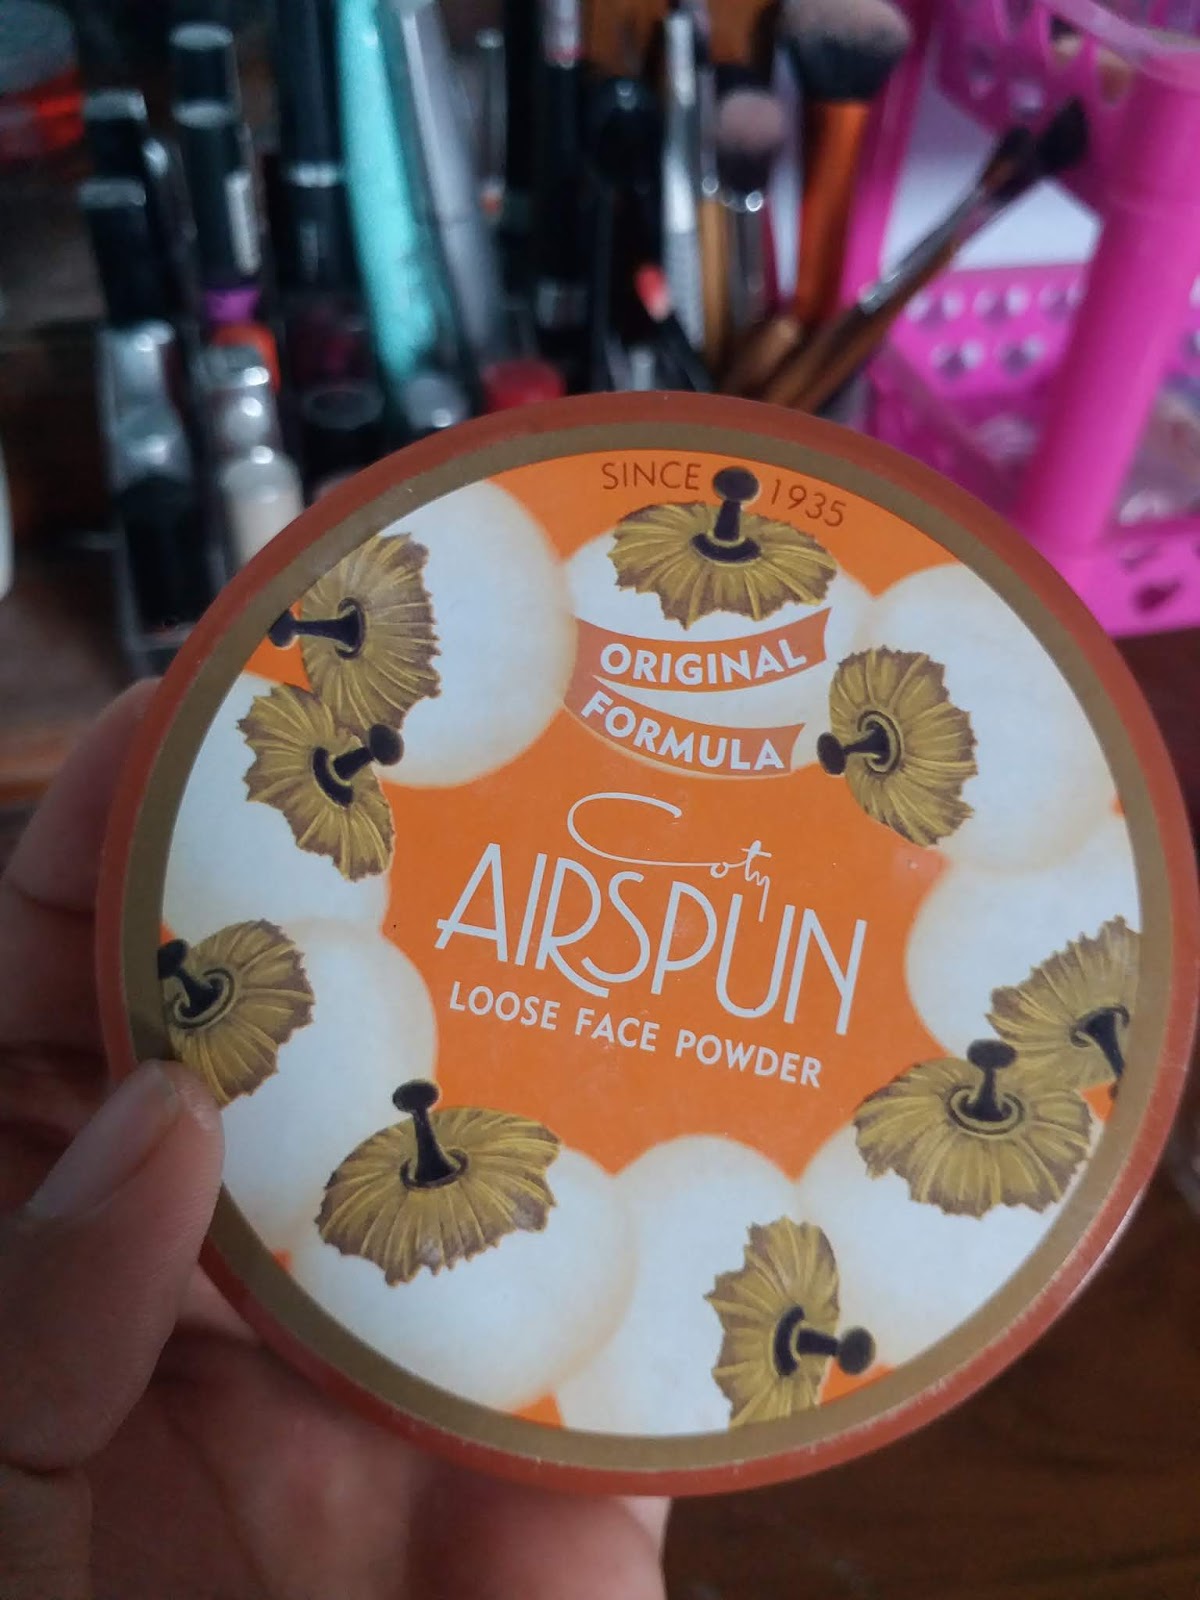 SINCE 1935
ORIGINAL
FORMULA
Coty
AIRSPUN
LOOSE FACE POWDER